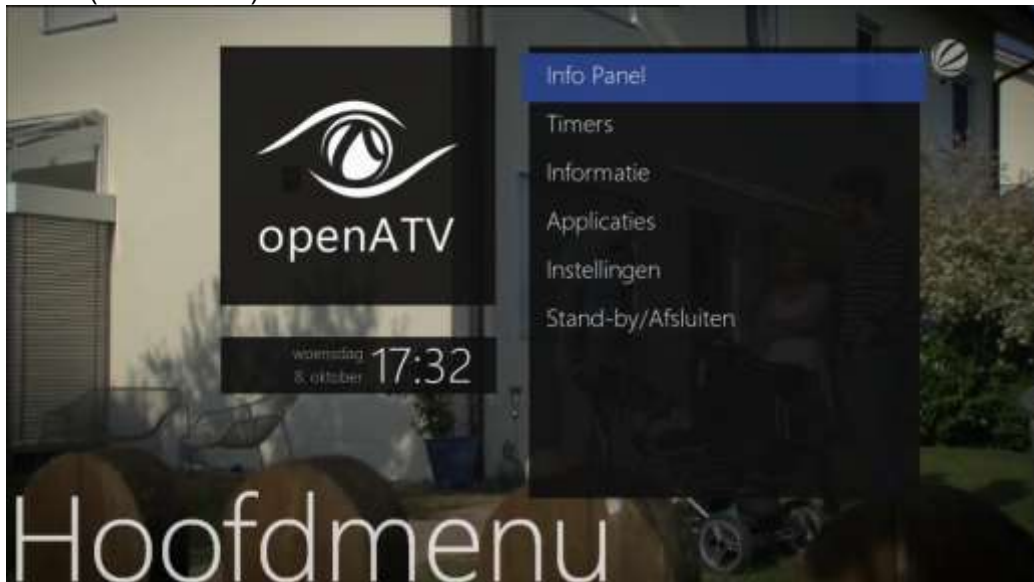 openATV
woensdag
8. oktober
17:32
Info Panel
Timers
Informatie
Applicaties
Instellingen
Stand-by/Afsluiten
Hoofdmenu